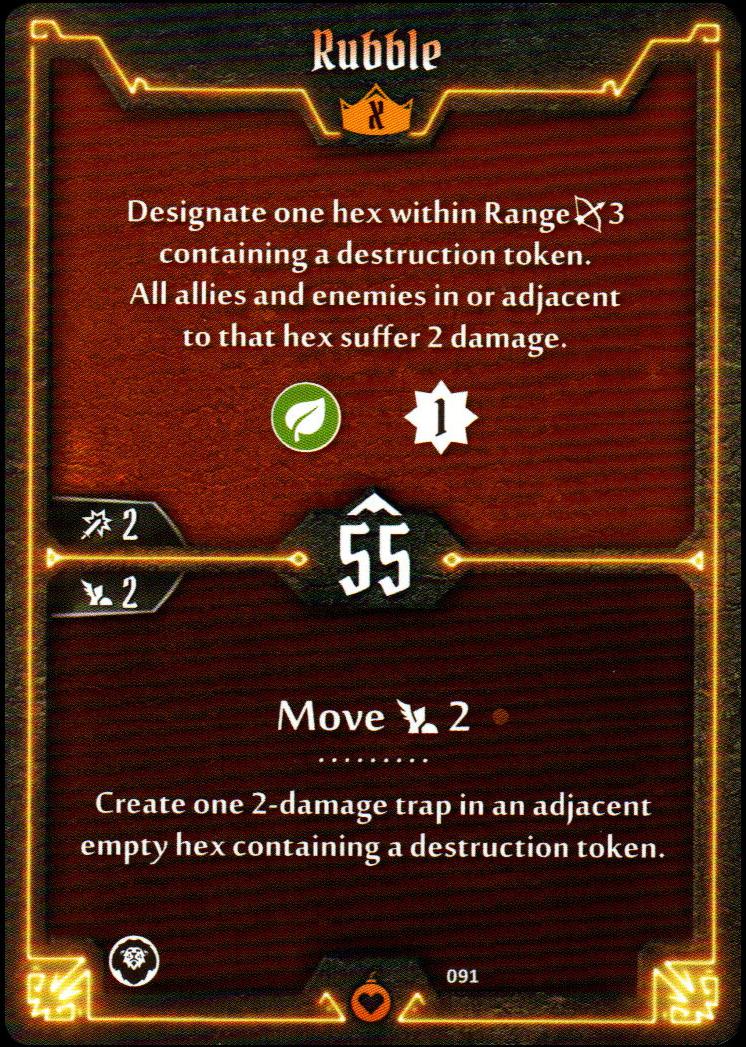 Rubble
X
Designate one hex within Range 3
containing a destruction token.
All allies and enemies in or adjacent
to that hex suffer 2 damage.
1
2
55
2
Move 2
.........
Create one 2-damage trap in an adjacent
empty hex containing a destruction token.
091